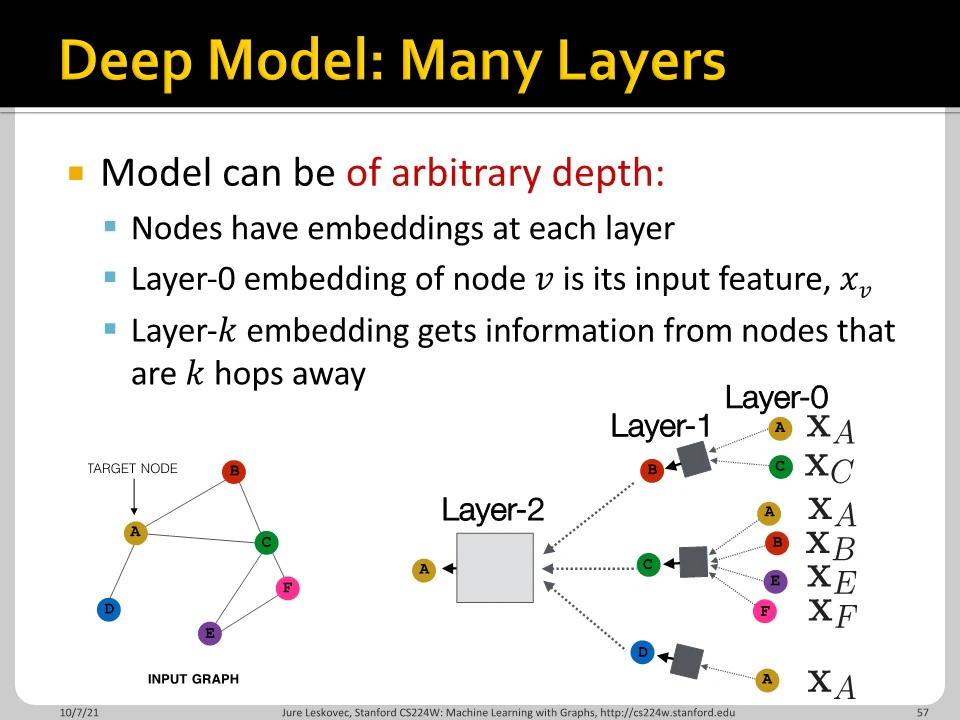 Deep Model: Many Layers
Model can be of arbitrary depth:
Nodes have embeddings at each layer
Layer-0 embedding of node 𝑣 is its input feature, 𝑥𝑣
Layer-𝑘 embedding gets information from nodes that
are 𝑘 hops away
TARGET NODE
A
B
C
D
E
F
INPUT GRAPH
Layer-2
Layer-1
Layer-0
A
B
C
D
A x_A
C x_C
A x_A
B x_B
E x_E
F x_F
A x_A
10/7/21 Jure Leskovec, Stanford CS224W: Machine Learning with Graphs, http://cs224w.stanford.edu 57